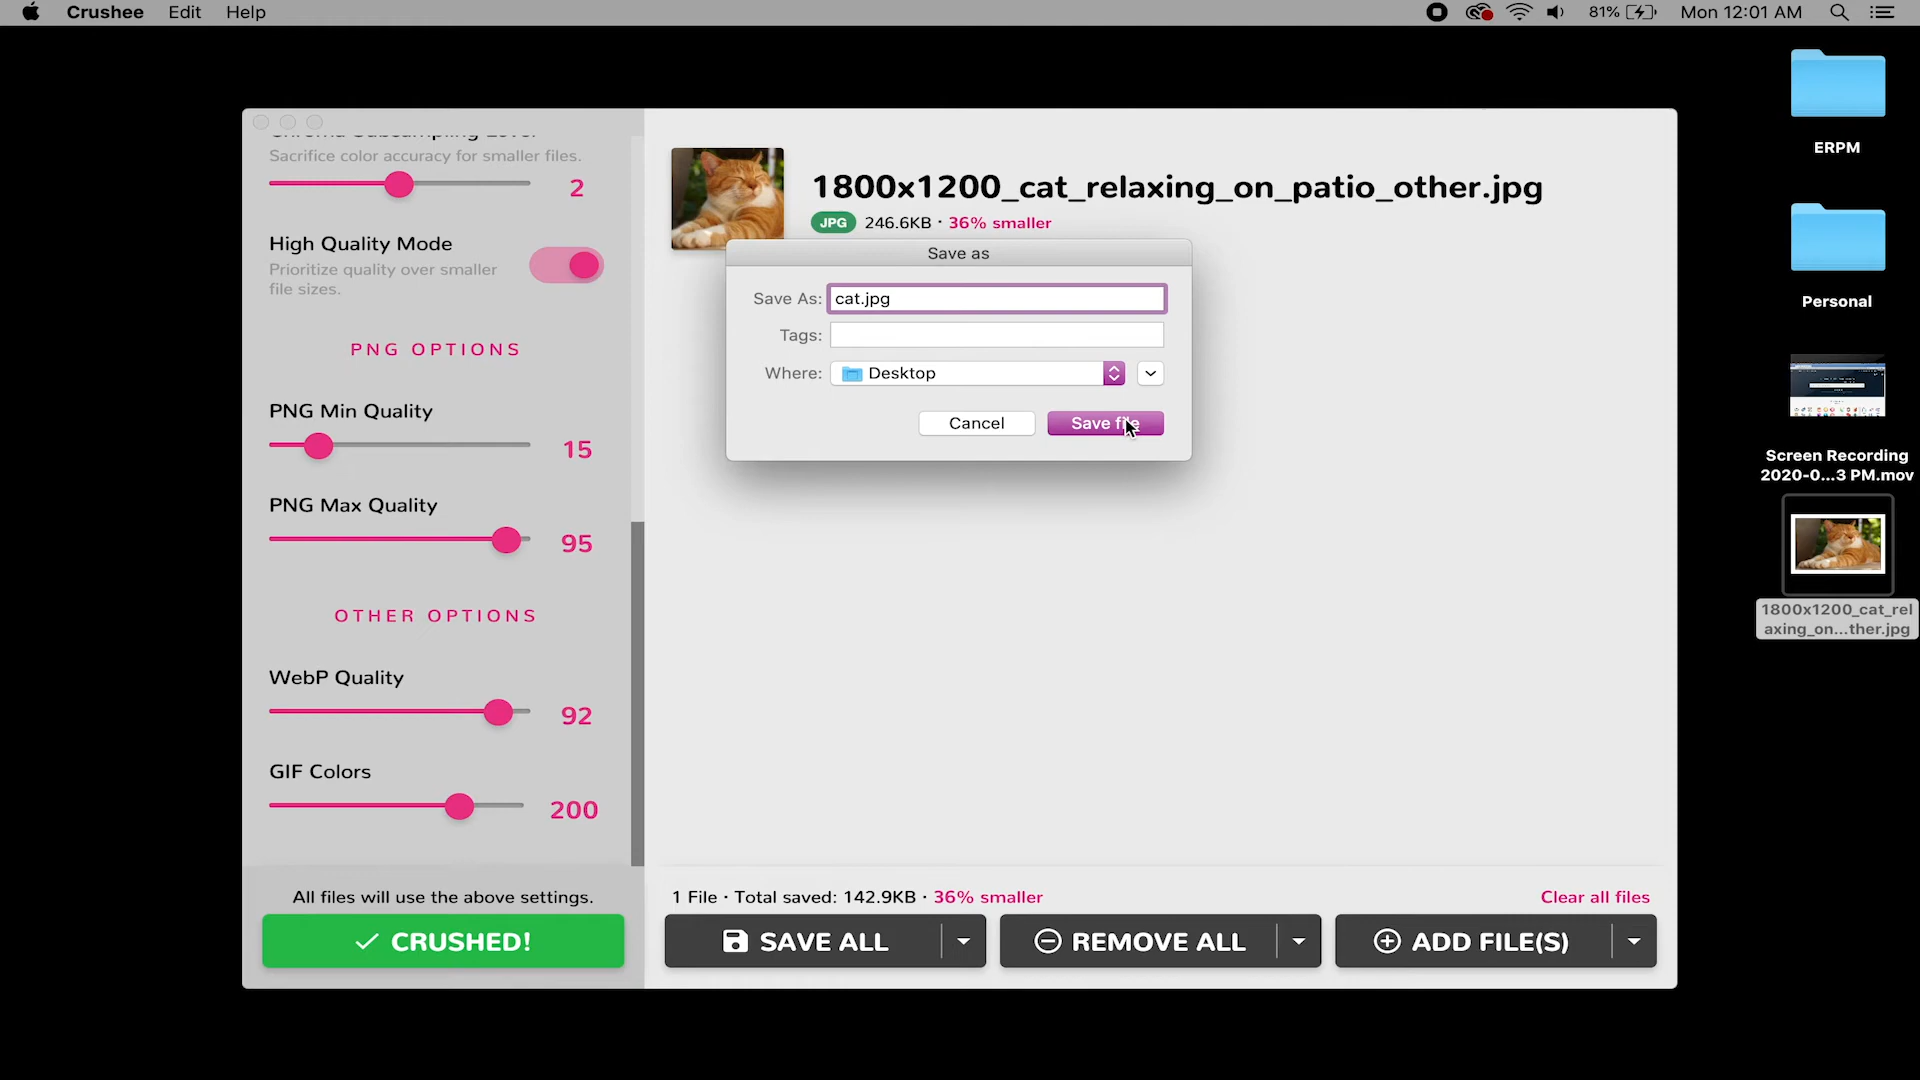 Crushee Edit Help
81% Mon 12:01 AM
Sacrifice color accuracy for smaller files.
2
High Quality Mode
Prioritize quality over smaller
file sizes.
PNG OPTIONS
PNG Min Quality
15
PNG Max Quality
95
OTHER OPTIONS
WebP Quality
92
GIF Colors
200
All files will use the above settings.
CRUSHED!
1800x1200_cat_relaxing_on_patio_other.jpg
JPG 246.6KB · 36% smaller
Save as
Save As: cat.jpg
Tags:
Where: Desktop
Cancel Save file
1 File · Total saved: 142.9KB · 36% smaller
Clear all files
SAVE ALL REMOVE ALL ADD FILE(S)
ERPM
Personal
Screen Recording
2020-0...3 PM.mov
1800x1200_cat_rel
axing_on...ther.jpg